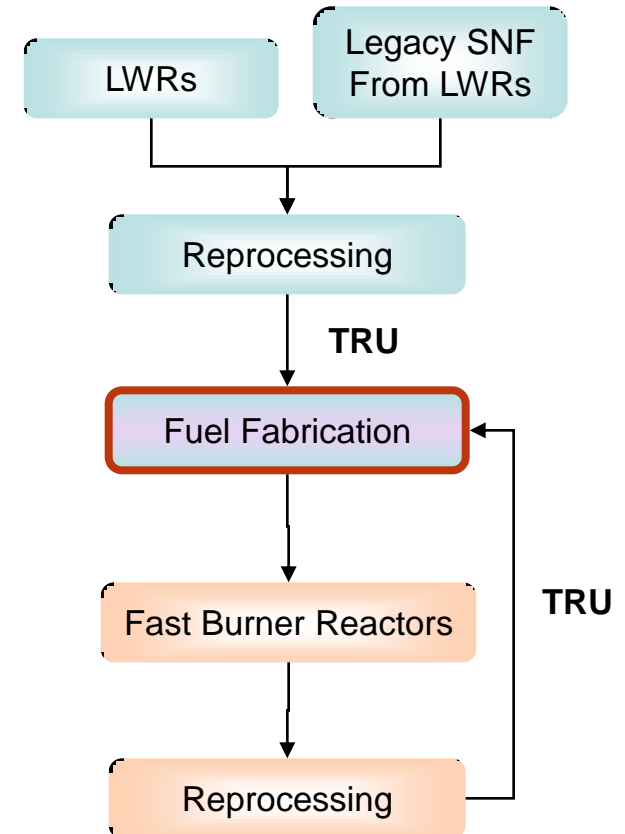 LWRs
Legacy SNF
From LWRs
Reprocessing
TRU
Fuel Fabrication
Fast Burner Reactors
TRU
Reprocessing